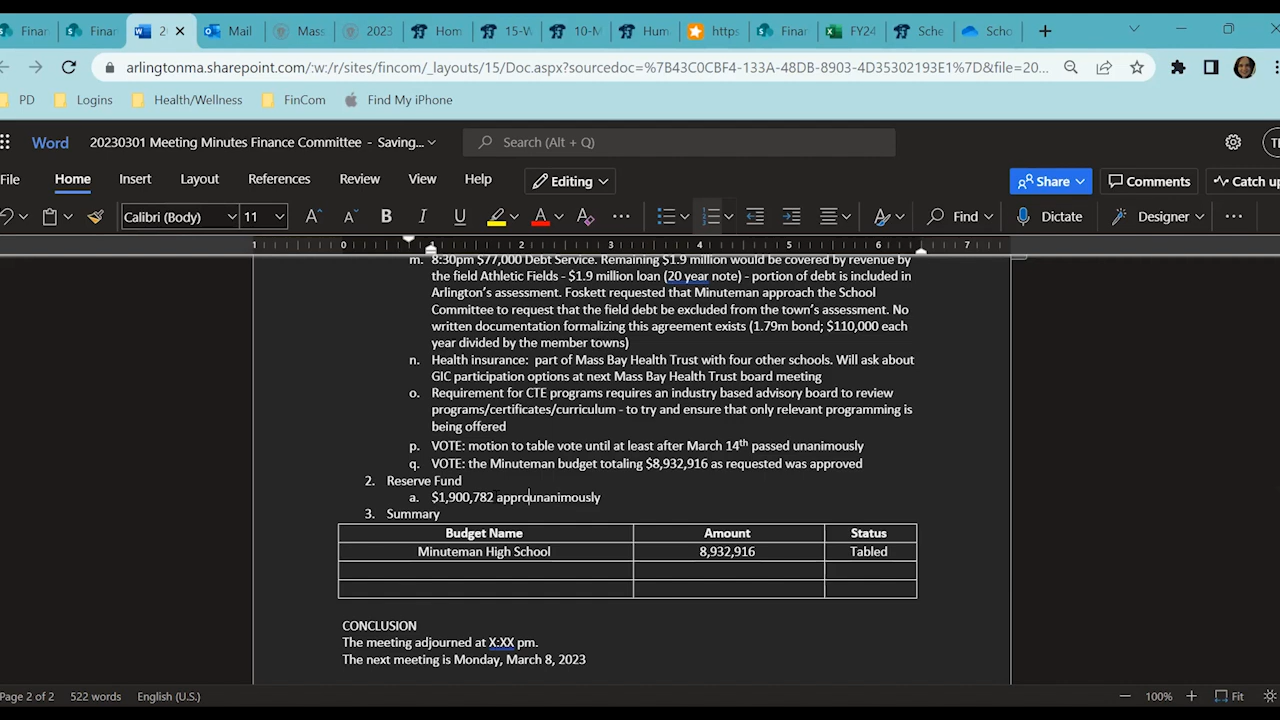 Finar Finan 2( Mail Mass 2023 Hom 15-W 10-M Hum https Finar FY24 Sche Scho
arlingtonma.sharepoint.com/:w:/r/sites/fincom/_layouts/15/Doc.aspx?sourcedoc=%7B43C0CBF4-133A-48DB-8903-4D35302193E1%7D&file=20...
PD Logins Health/Wellness FinCom Find My iPhone
Word 20230301 Meeting Minutes Finance Committee - Saving... Search (Alt + Q)
File Home Insert Layout References Review View Help Editing Share Comments Catch up
Calibri (Body) 11 A A B I U A A ... Find Dictate Designer ...
1 0 1 2 3 4 5 6 7
m. 8:30pm $77,000 Debt Service. Remaining $1.9 million would be covered by revenue by
the field Athletic Fields - $1.9 million loan (20 year note) - portion of debt is included in
Arlington's assessment. Foskett requested that Minuteman approach the School
Committee to request that the field debt be excluded from the town's assessment. No
written documentation formalizing this agreement exists (1.79m bond; $110,000 each
year divided by the member towns)
n. Health insurance: part of Mass Bay Health Trust with four other schools. Will ask about
GIC participation options at next Mass Bay Health Trust board meeting
o. Requirement for CTE programs requires an industry based advisory board to review
programs/certificates/curriculum - to try and ensure that only relevant programming is
being offered
p. VOTE: motion to table vote until at least after March 14th passed unanimously
q. VOTE: the Minuteman budget totaling $8,932,916 as requested was approved
2. Reserve Fund
a. $1,900,782 approunanimously
3. Summary
Budget Name Amount Status
Minuteman High School 8,932,916 Tabled
CONCLUSION
The meeting adjourned at X:XX pm.
The next meeting is Monday, March 8, 2023
Page 2 of 2 522 words English (U.S.) 100% Fit